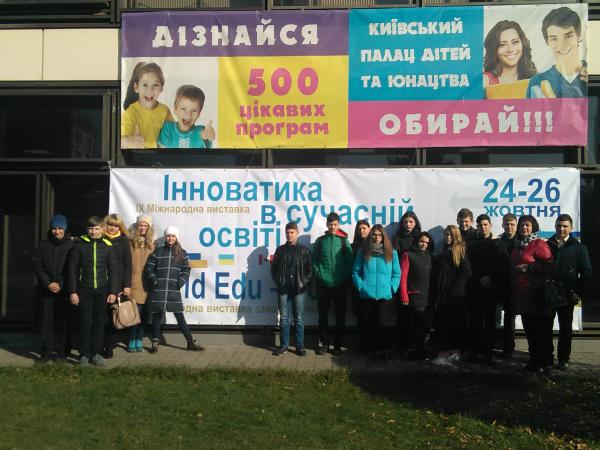 ДІЗНАЙСЯ
500
цікавих
програм
КИЇВСЬКИЙ
ПАЛАЦ ДІТЕЙ
ТА ЮНАЦТВА
ОБИРАЙ!!!
Інноватика
IX Міжнародна виставка
в сучасній
освіті
24-26
ЖОВТНЯ
ld Edu
виставка